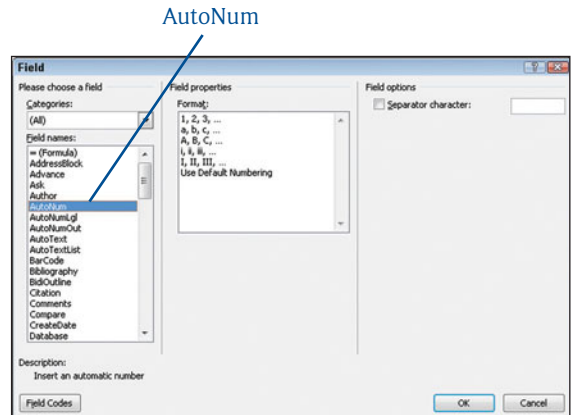 AutoNum
Field
Please choose a field
Categories:
(All)
Field names:
= (Formula)
AddressBlock
Advance
Ask
Author
AutoNum
AutoNumLgl
AutoNumOut
AutoText
AutoTextList
BarCode
Bibliography
BidiOutline
Citation
Comments
Compare
CreateDate
Database
Description:
Insert an automatic number
Field Codes
Field properties
Format:
1, 2, 3, ...
a, b, c, ...
A, B, C, ...
i, ii, iii, ...
I, II, III, ...
Use Default Numbering
Field options
Separator character:
OK
Cancel